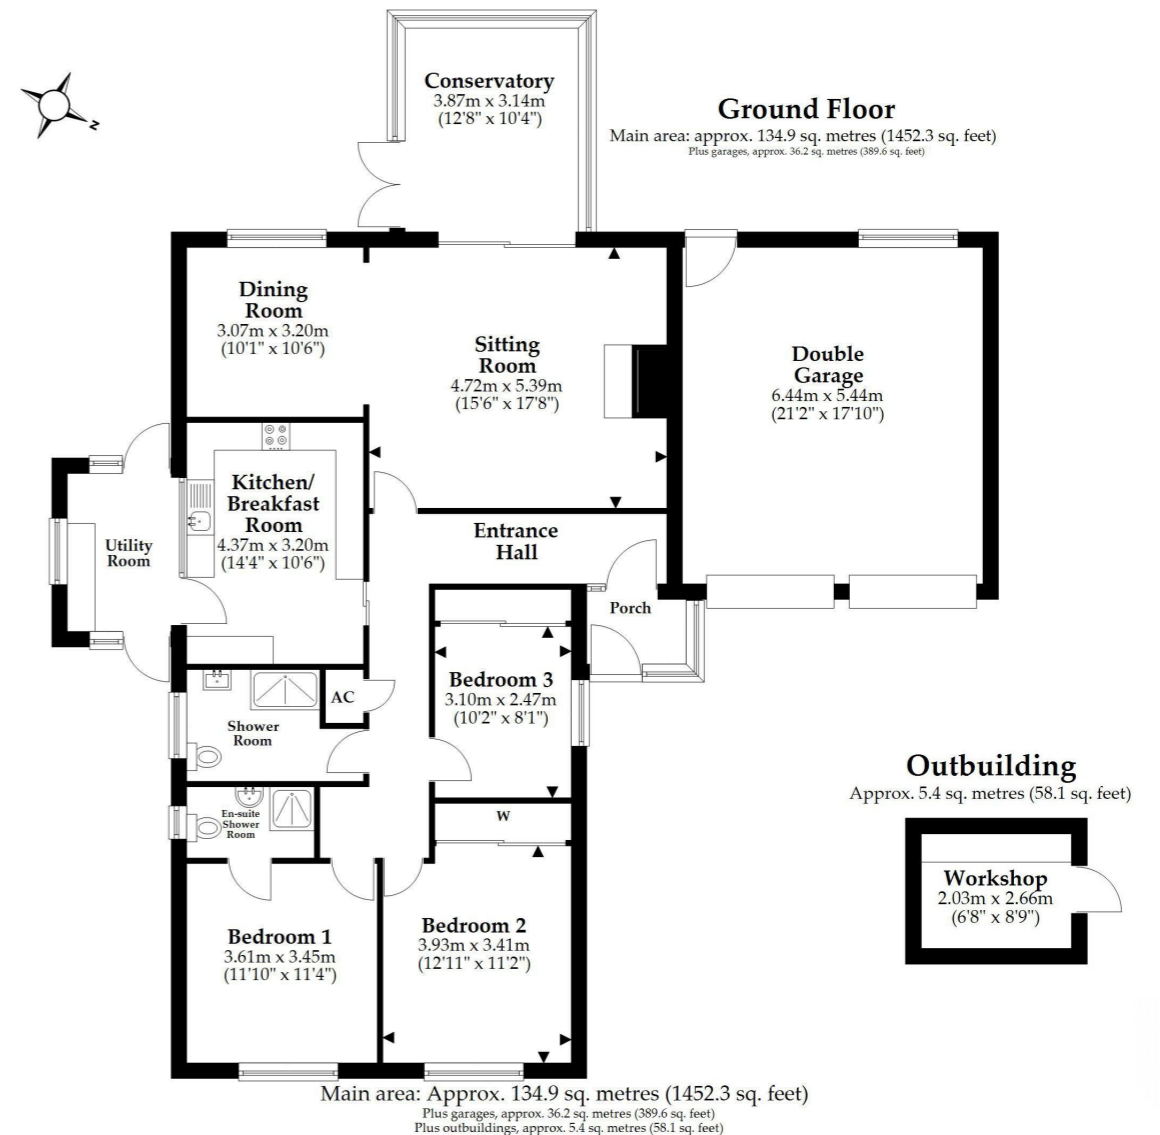 N
Conservatory
3.87m x 3.14m
(12'8" x 10'4")
Ground Floor
Main area: approx. 134.9 sq. metres (1452.3 sq. feet)
Plus garages, approx. 36.2 sq. metres (389.6 sq. feet)
Dining
Room
3.07m x 3.20m
(10'1" x 10'6")
Sitting
Room
4.72m x 5.39m
(15'6" x 17'8")
Double
Garage
6.44m x 5.44m
(21'2" x 17'10")
Kitchen/
Breakfast
Room
4.37m x 3.20m
(14'4" x 10'6")
Utility
Room
Entrance
Hall
Porch
Bedroom 3
3.10m x 2.47m
(10'2" x 8'1")
AC
Shower
Room
En-suite
Shower
Room
W
Bedroom 1
3.61m x 3.45m
(11'10" x 11'4")
Bedroom 2
3.93m x 3.41m
(12'11" x 11'2")
Outbuilding
Approx. 5.4 sq. metres (58.1 sq. feet)
Workshop
2.03m x 2.66m
(6'8" x 8'9")
Main area: Approx. 134.9 sq. metres (1452.3 sq. feet)
Plus garages, approx. 36.2 sq. metres (389.6 sq. feet)
Plus outbuildings, approx. 5.4 sq. metres (58.1 sq. feet)